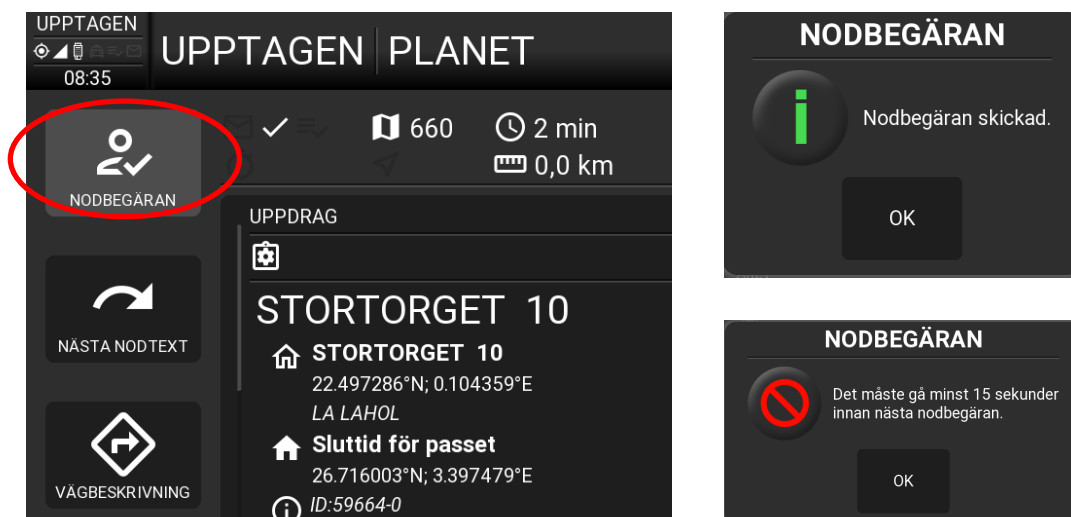 UPPTAGEN
08:35
UPPTAGEN PLANET
660
2 min
0,0 km
NODBEGÄRAN
NÄSTA NODTEXT
VÄGBESKRIVNING
UPPDRAG
STORTORGET 10
STORTORGET 10
22.497286°N; 0.104359°E
LA LAHOL
Sluttid för passet
26.716003°N; 3.397479°E
ID:59664-0
NODBEGÄRAN
Nodbegäran skickad.
OK
NODBEGÄRAN
Det måste gå minst 15 sekunder
innan nästa nodbegäran.
OK